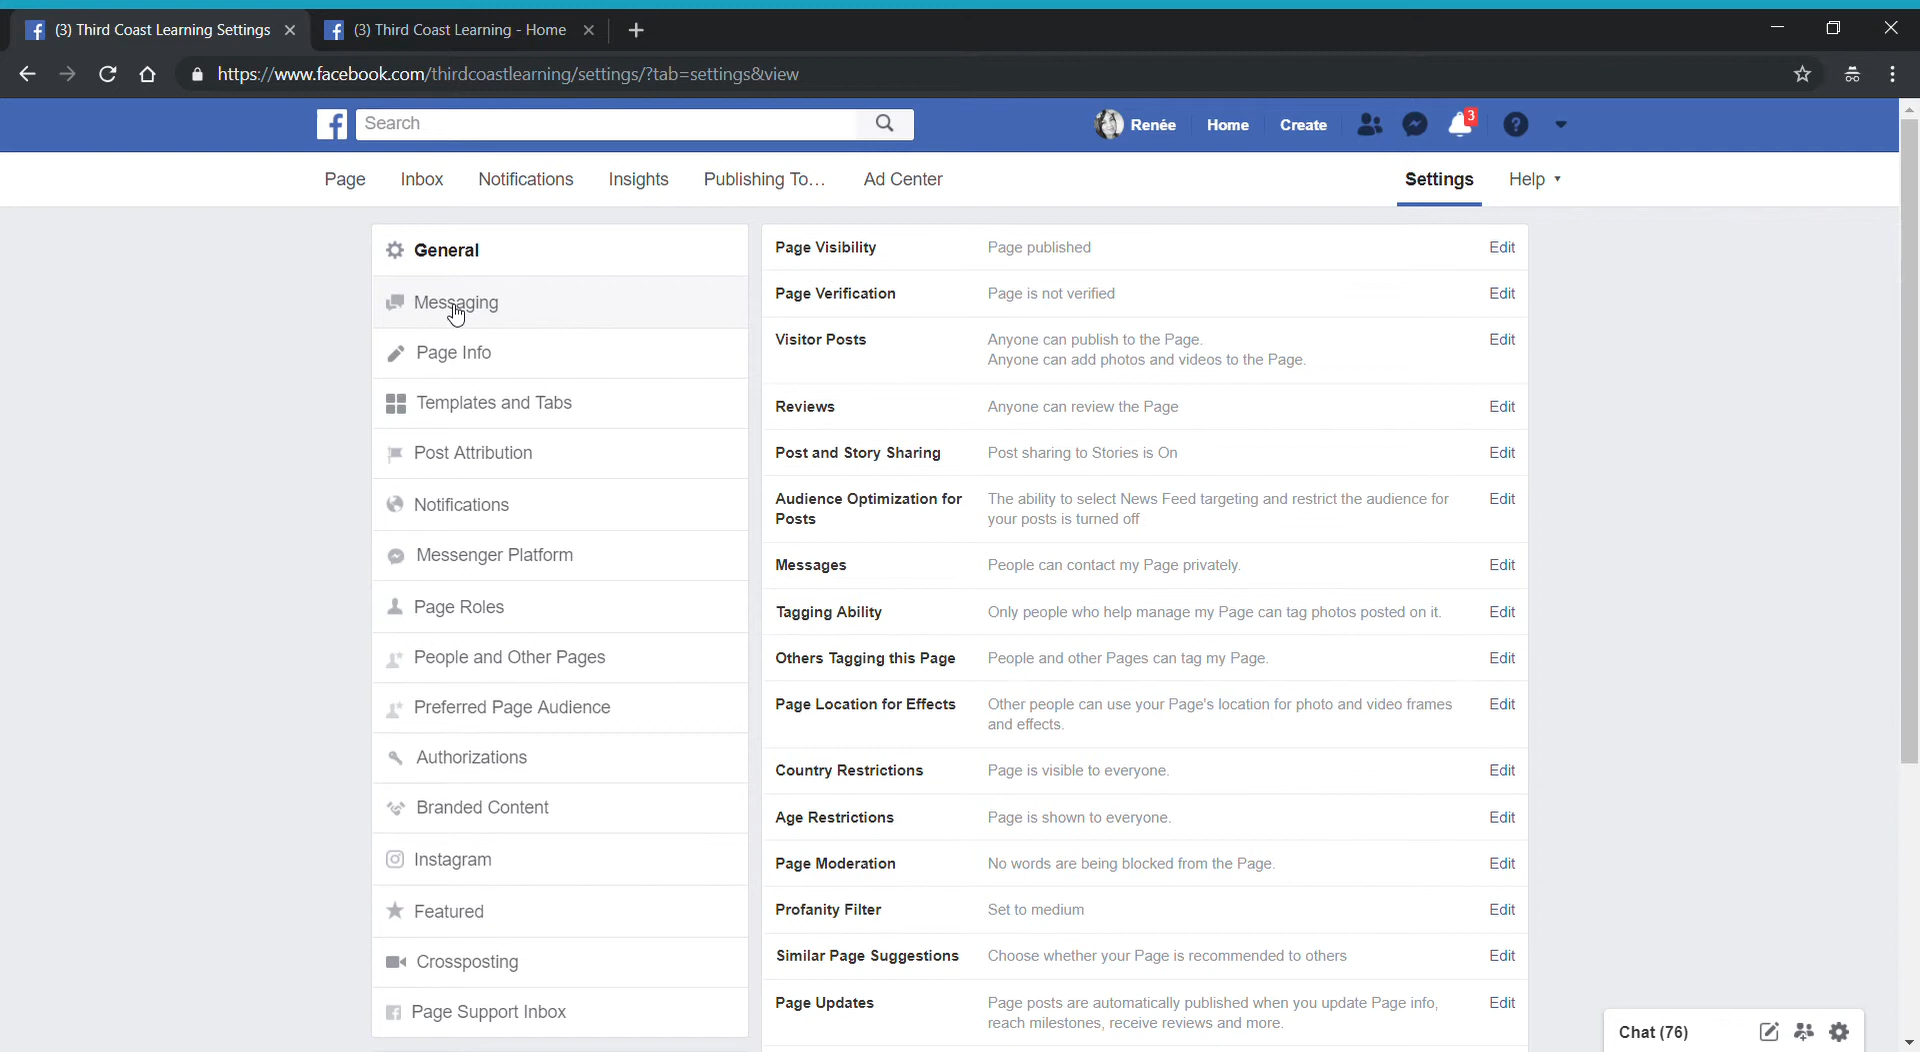 (3) Third Coast Learning Settings
(3) Third Coast Learning - Home
https://www.facebook.com/thirdcoastlearning/settings/?tab=settings&view
Search
Renée
Home
Create
3
Page
Inbox
Notifications
Insights
Publishing To...
Ad Center
Settings
Help
General
Messaging
Page Info
Templates and Tabs
Post Attribution
Notifications
Messenger Platform
Page Roles
People and Other Pages
Preferred Page Audience
Authorizations
Branded Content
Instagram
Featured
Crossposting
Page Support Inbox
Page Visibility Page published Edit
Page Verification Page is not verified Edit
Visitor Posts Anyone can publish to the Page. Edit
Anyone can add photos and videos to the Page.
Reviews Anyone can review the Page Edit
Post and Story Sharing Post sharing to Stories is On Edit
Audience Optimization for The ability to select News Feed targeting and restrict the audience for Edit
Posts your posts is turned off
Messages People can contact my Page privately. Edit
Tagging Ability Only people who help manage my Page can tag photos posted on it. Edit
Others Tagging this Page People and other Pages can tag my Page. Edit
Page Location for Effects Other people can use your Page's location for photo and video frames Edit
and effects.
Country Restrictions Page is visible to everyone. Edit
Age Restrictions Page is shown to everyone. Edit
Page Moderation No words are being blocked from the Page. Edit
Profanity Filter Set to medium Edit
Similar Page Suggestions Choose whether your Page is recommended to others Edit
Page Updates Page posts are automatically published when you update Page info, Edit
reach milestones, receive reviews and more.
Chat (76)